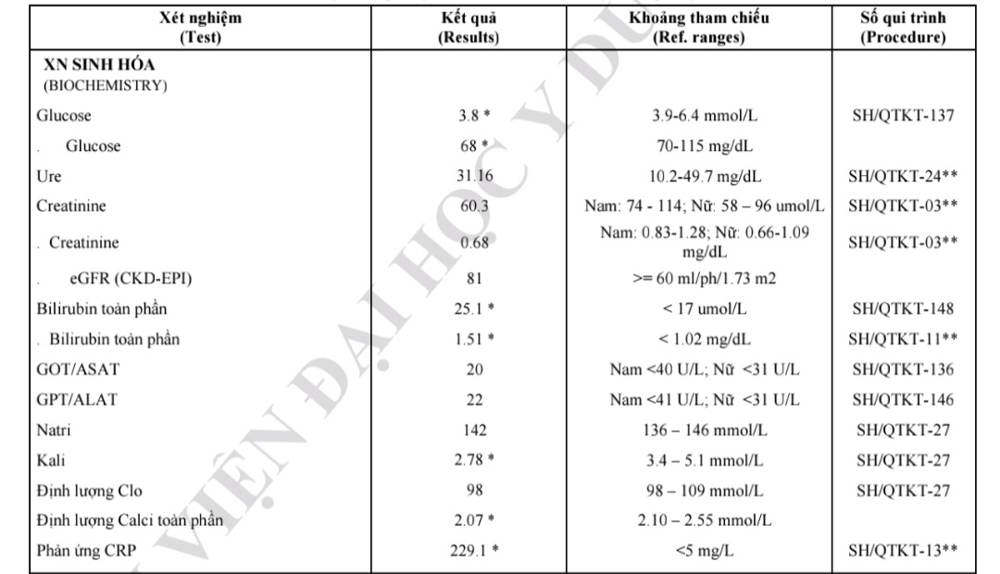 Xét nghiệm Kết quả Khoảng tham chiếu Số qui trình
(Test) (Results) (Ref. ranges) (Procedure)
XN SINH HÓA
(BIOCHEMISTRY)
Glucose 3.8 * 3.9-6.4 mmol/L SH/QTKT-137
. Glucose 68 * 70-115 mg/dL
Ure 31.16 10.2-49.7 mg/dL SH/QTKT-24**
Creatinine 60.3 Nam: 74 - 114; Nữ: 58 – 96 umol/L SH/QTKT-03**
. Creatinine 0.68 Nam: 0.83-1.28; Nữ: 0.66-1.09 mg/dL SH/QTKT-03**
. eGFR (CKD-EPI) 81 >= 60 ml/ph/1.73 m2
Bilirubin toàn phần 25.1 * < 17 umol/L SH/QTKT-148
. Bilirubin toàn phần 1.51 * < 1.02 mg/dL SH/QTKT-11**
GOT/ASAT 20 Nam <40 U/L; Nữ <31 U/L SH/QTKT-136
GPT/ALAT 22 Nam <41 U/L; Nữ <31 U/L SH/QTKT-146
Natri 142 136 – 146 mmol/L SH/QTKT-27
Kali 2.78 * 3.4 – 5.1 mmol/L SH/QTKT-27
Định lượng Clo 98 98 – 109 mmol/L SH/QTKT-27
Định lượng Calci toàn phần 2.07 * 2.10 – 2.55 mmol/L
Phản ứng CRP 229.1 * <5 mg/L SH/QTKT-13**
VIỆN ĐẠI HỌC Y